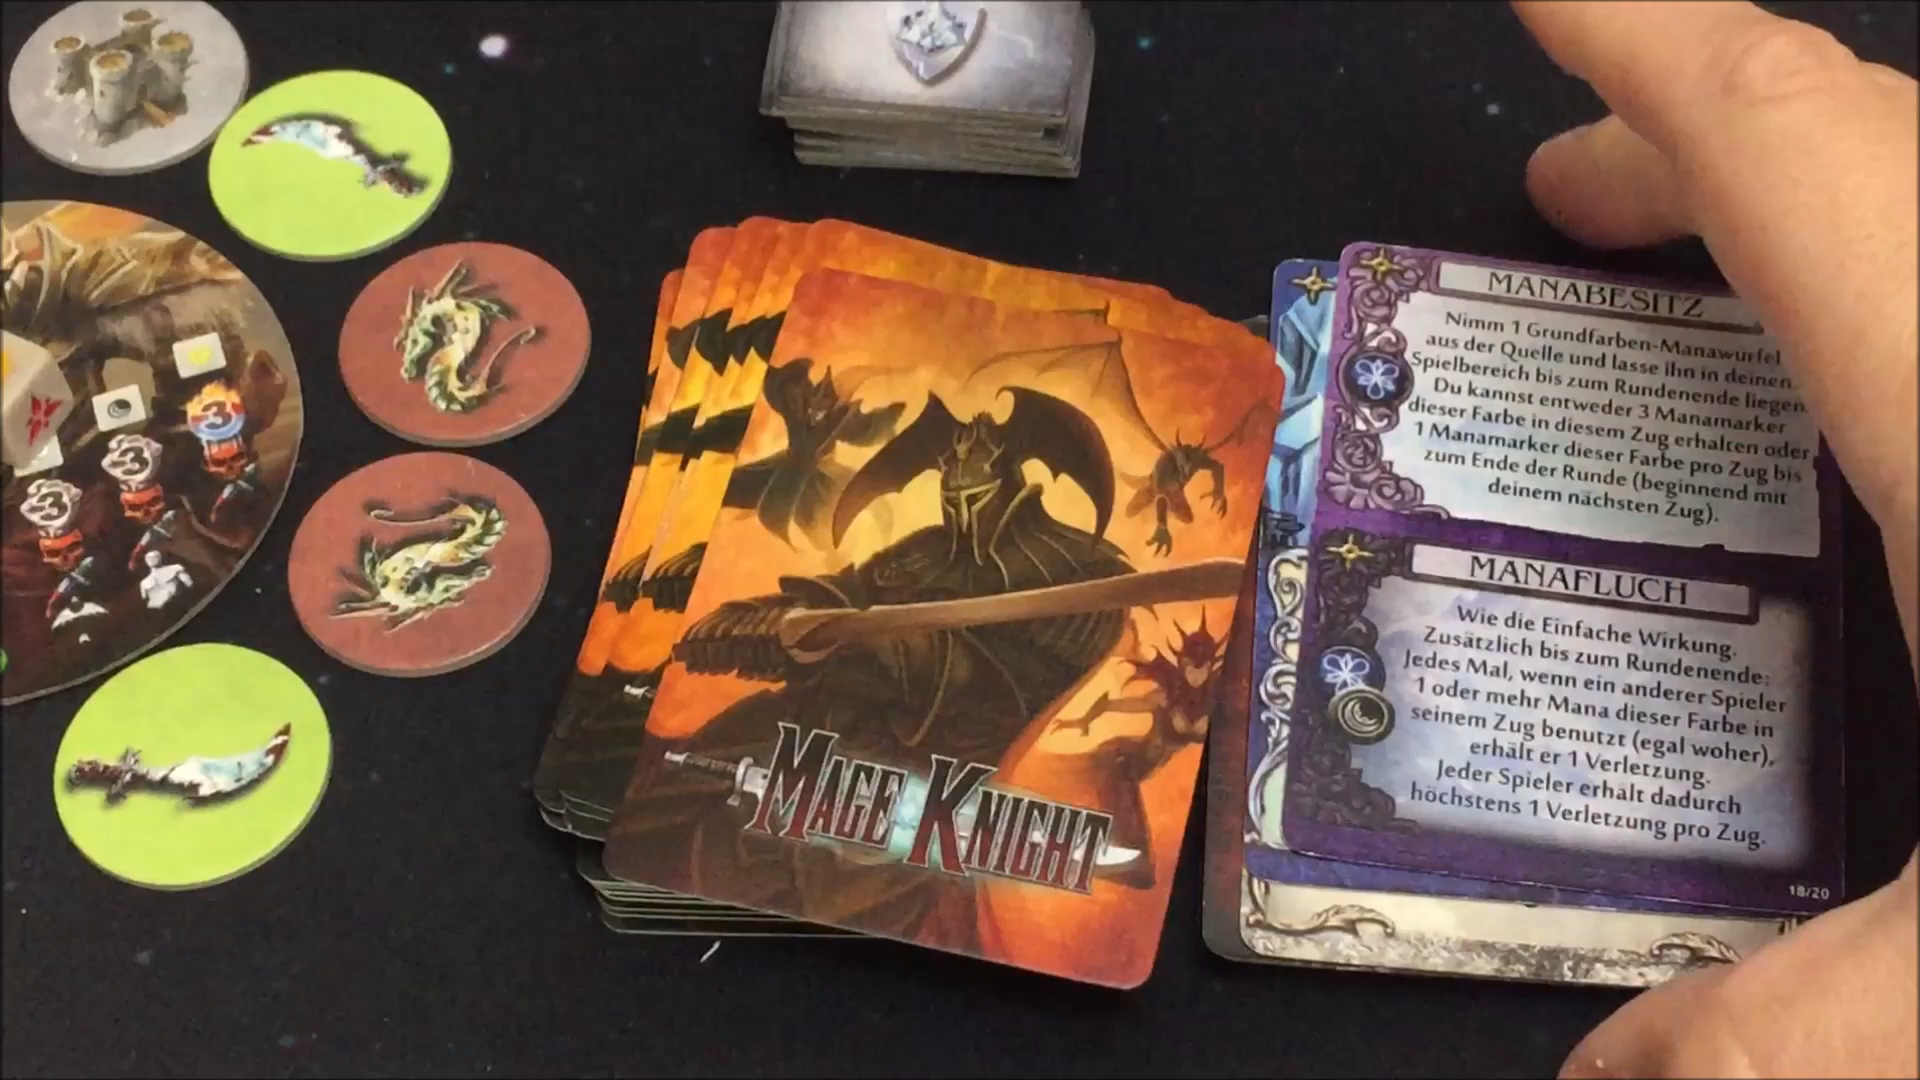 MANABESITZ
Nimm 1 Grundfarben-Manawürfel
aus der Quelle und lasse ihn in deinen
Spielbereich bis zum Rundenende liegen.
Du kannst entweder 3 Manamarker
dieser Farbe in diesem Zug erhalten oder
1 Manamarker dieser Farbe pro Zug bis
zum Ende der Runde (beginnend mit
deinem nächsten Zug).
MANAFLUCH
Wie die Einfache Wirkung.
Zusätzlich bis zum Rundenende:
Jedes Mal, wenn ein anderer Spieler
1 oder mehr Mana dieser Farbe in
seinem Zug benutzt (egal woher),
erhält er 1 Verletzung.
Jeder Spieler erhält dadurch
höchstens 1 Verletzung pro Zug.
18/20
MAGE KNIGHT
3
3
3